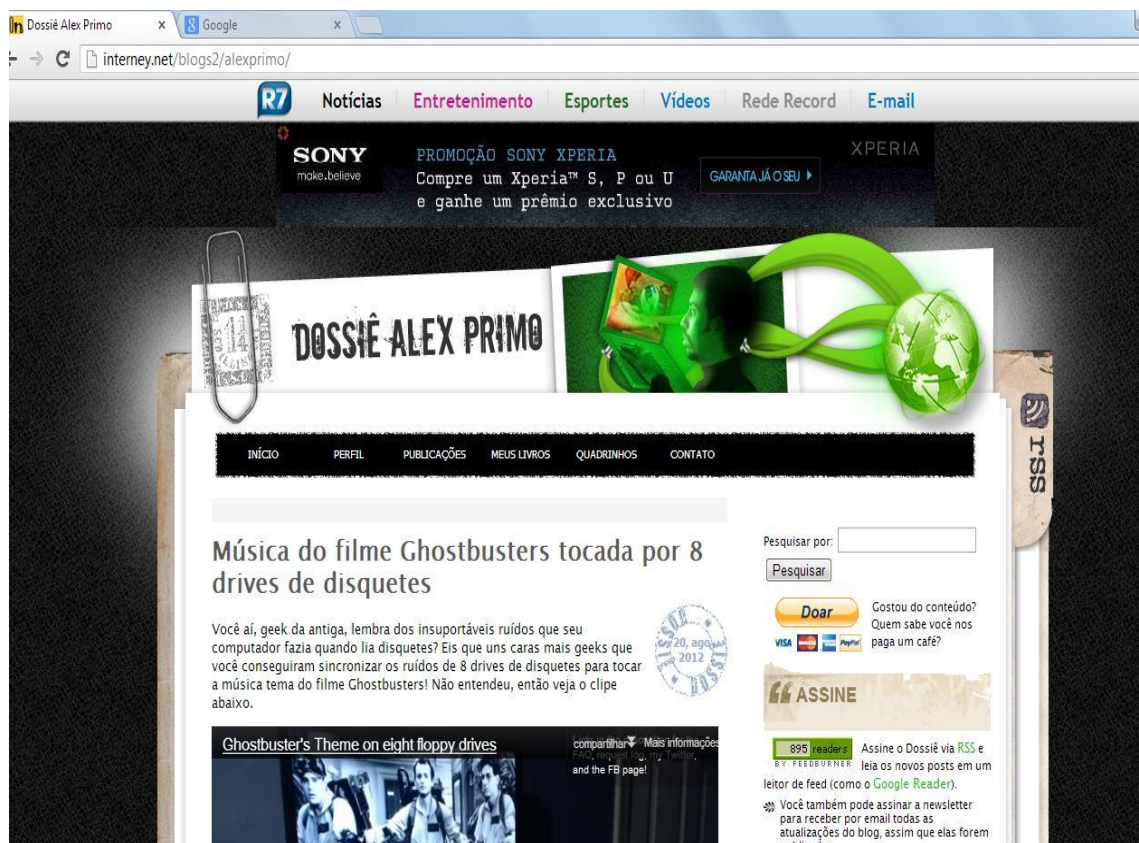 Dossiê Alex Primo
Google
interney.net/blogs2/alexprimo/
R7 Notícias Entretenimento Esportes Vídeos Rede Record E-mail
SONY
make.believe
PROMOÇÃO SONY XPERIA
Compre um Xperia™ S, P ou U
e ganhe um prêmio exclusivo
GARANTA JÁ O SEU
XPERIA
DOSSIÊ ALEX PRIMO
rss
INÍCIO PERFIL PUBLICAÇÕES MEUS LIVROS QUADRINHOS CONTATO
Música do filme Ghostbusters tocada por 8
drives de disquetes
20, ago
2012
Você aí, geek da antiga, lembra dos insuportáveis ruídos que seu
computador fazia quando lia disquetes? Eis que uns caras mais geeks que
você conseguiram sincronizar os ruídos de 8 drives de disquetes para tocar
a música tema do filme Ghostbusters! Não entendeu, então veja o clipe
abaixo.
Ghostbuster's Theme on eight floppy drives
compartilhar Mais informações
FAQ, request log, my Twitter,
and the FB page!
Pesquisar por:
Pesquisar
Doar
VISA
PayPal
Gostou do conteúdo?
Quem sabe você nos
paga um café?
ASSINE
895 readers
BY FEEDBURNER
Assine o Dossiê via RSS e
leia os novos posts em um
leitor de feed (como o Google Reader).
Você também pode assinar a newsletter
para receber por email todas as
atualizações do blog, assim que elas forem